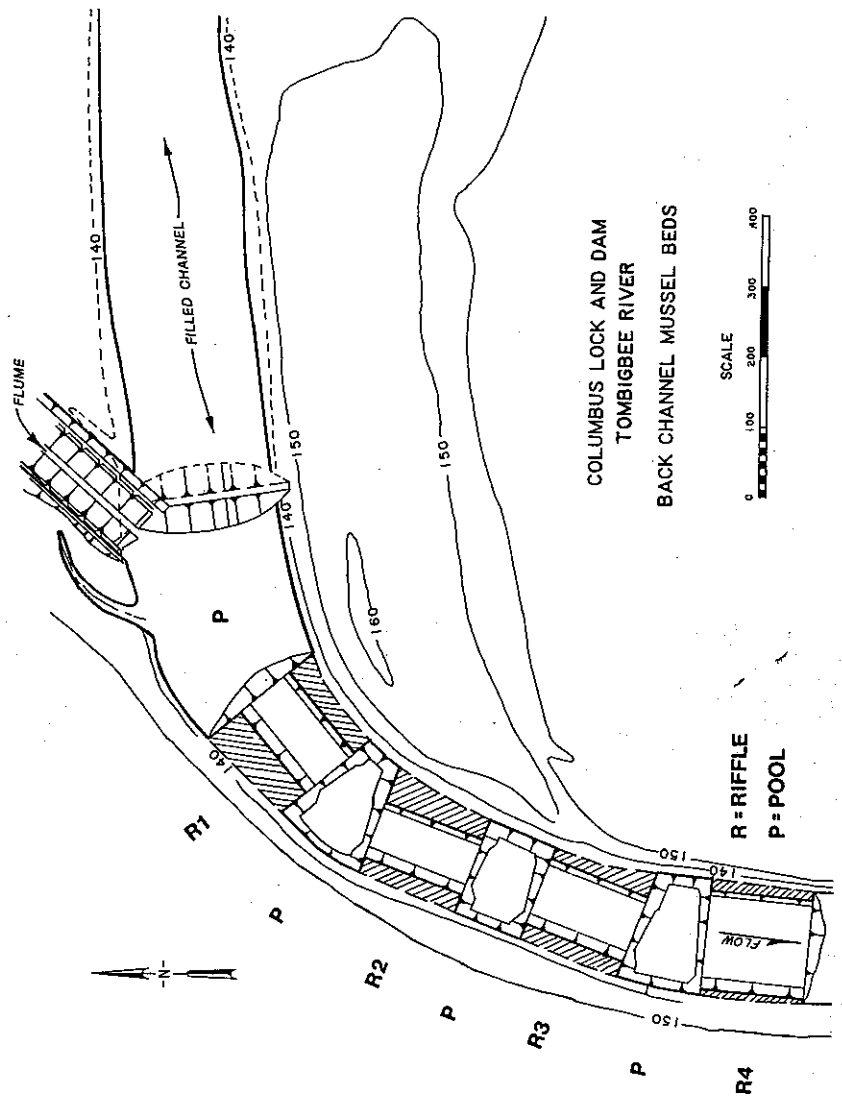 140
140
FLUME
FILLED CHANNEL
140
150
150
160
P
140
R1
P
R2
P
R3
P
R4
N
FLOW
150
140
150
COLUMBUS LOCK AND DAM
TOMBIGBEE RIVER
BACK CHANNEL MUSSEL BEDS
SCALE
0 100 200 300 400
R = RIFFLE
P = POOL